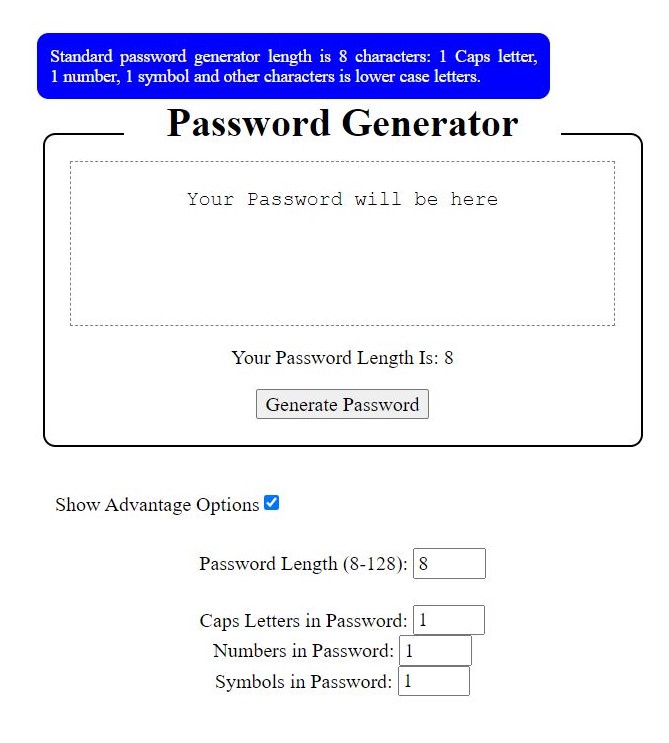 Standard password generator length is 8 characters: 1 Caps letter,
1 number, 1 symbol and other characters is lower case letters.
Password Generator
Your Password will be here
Your Password Length Is: 8
Generate Password
Show Advantage Options
Password Length (8-128): 8
Caps Letters in Password: 1
Numbers in Password: 1
Symbols in Password: 1